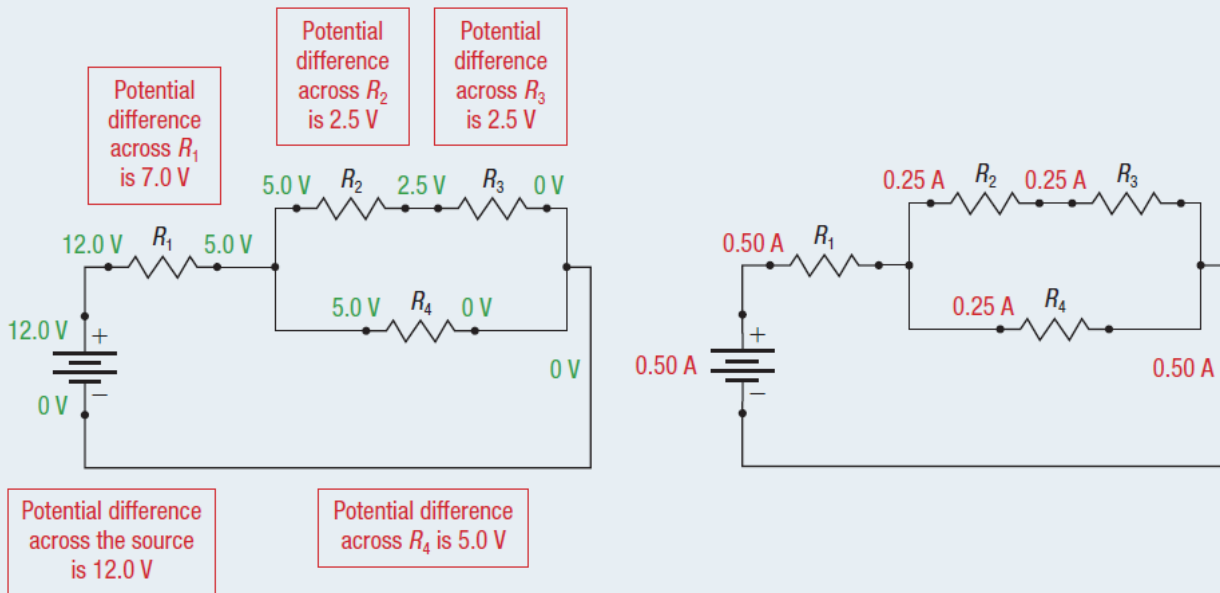 Potential
difference
across R2
is 2.5 V
Potential
difference
across R3
is 2.5 V
Potential
difference
across R1
is 7.0 V
5.0 V R2 2.5 V R3 0 V
12.0 V R1 5.0 V
5.0 V R4 0 V
12.0 V +
0 V
0 V −
Potential difference
across the source
is 12.0 V
Potential difference
across R4 is 5.0 V
0.25 A R2 0.25 A R3
0.50 A R1
0.25 A R4
+
0.50 A
0.50 A
−